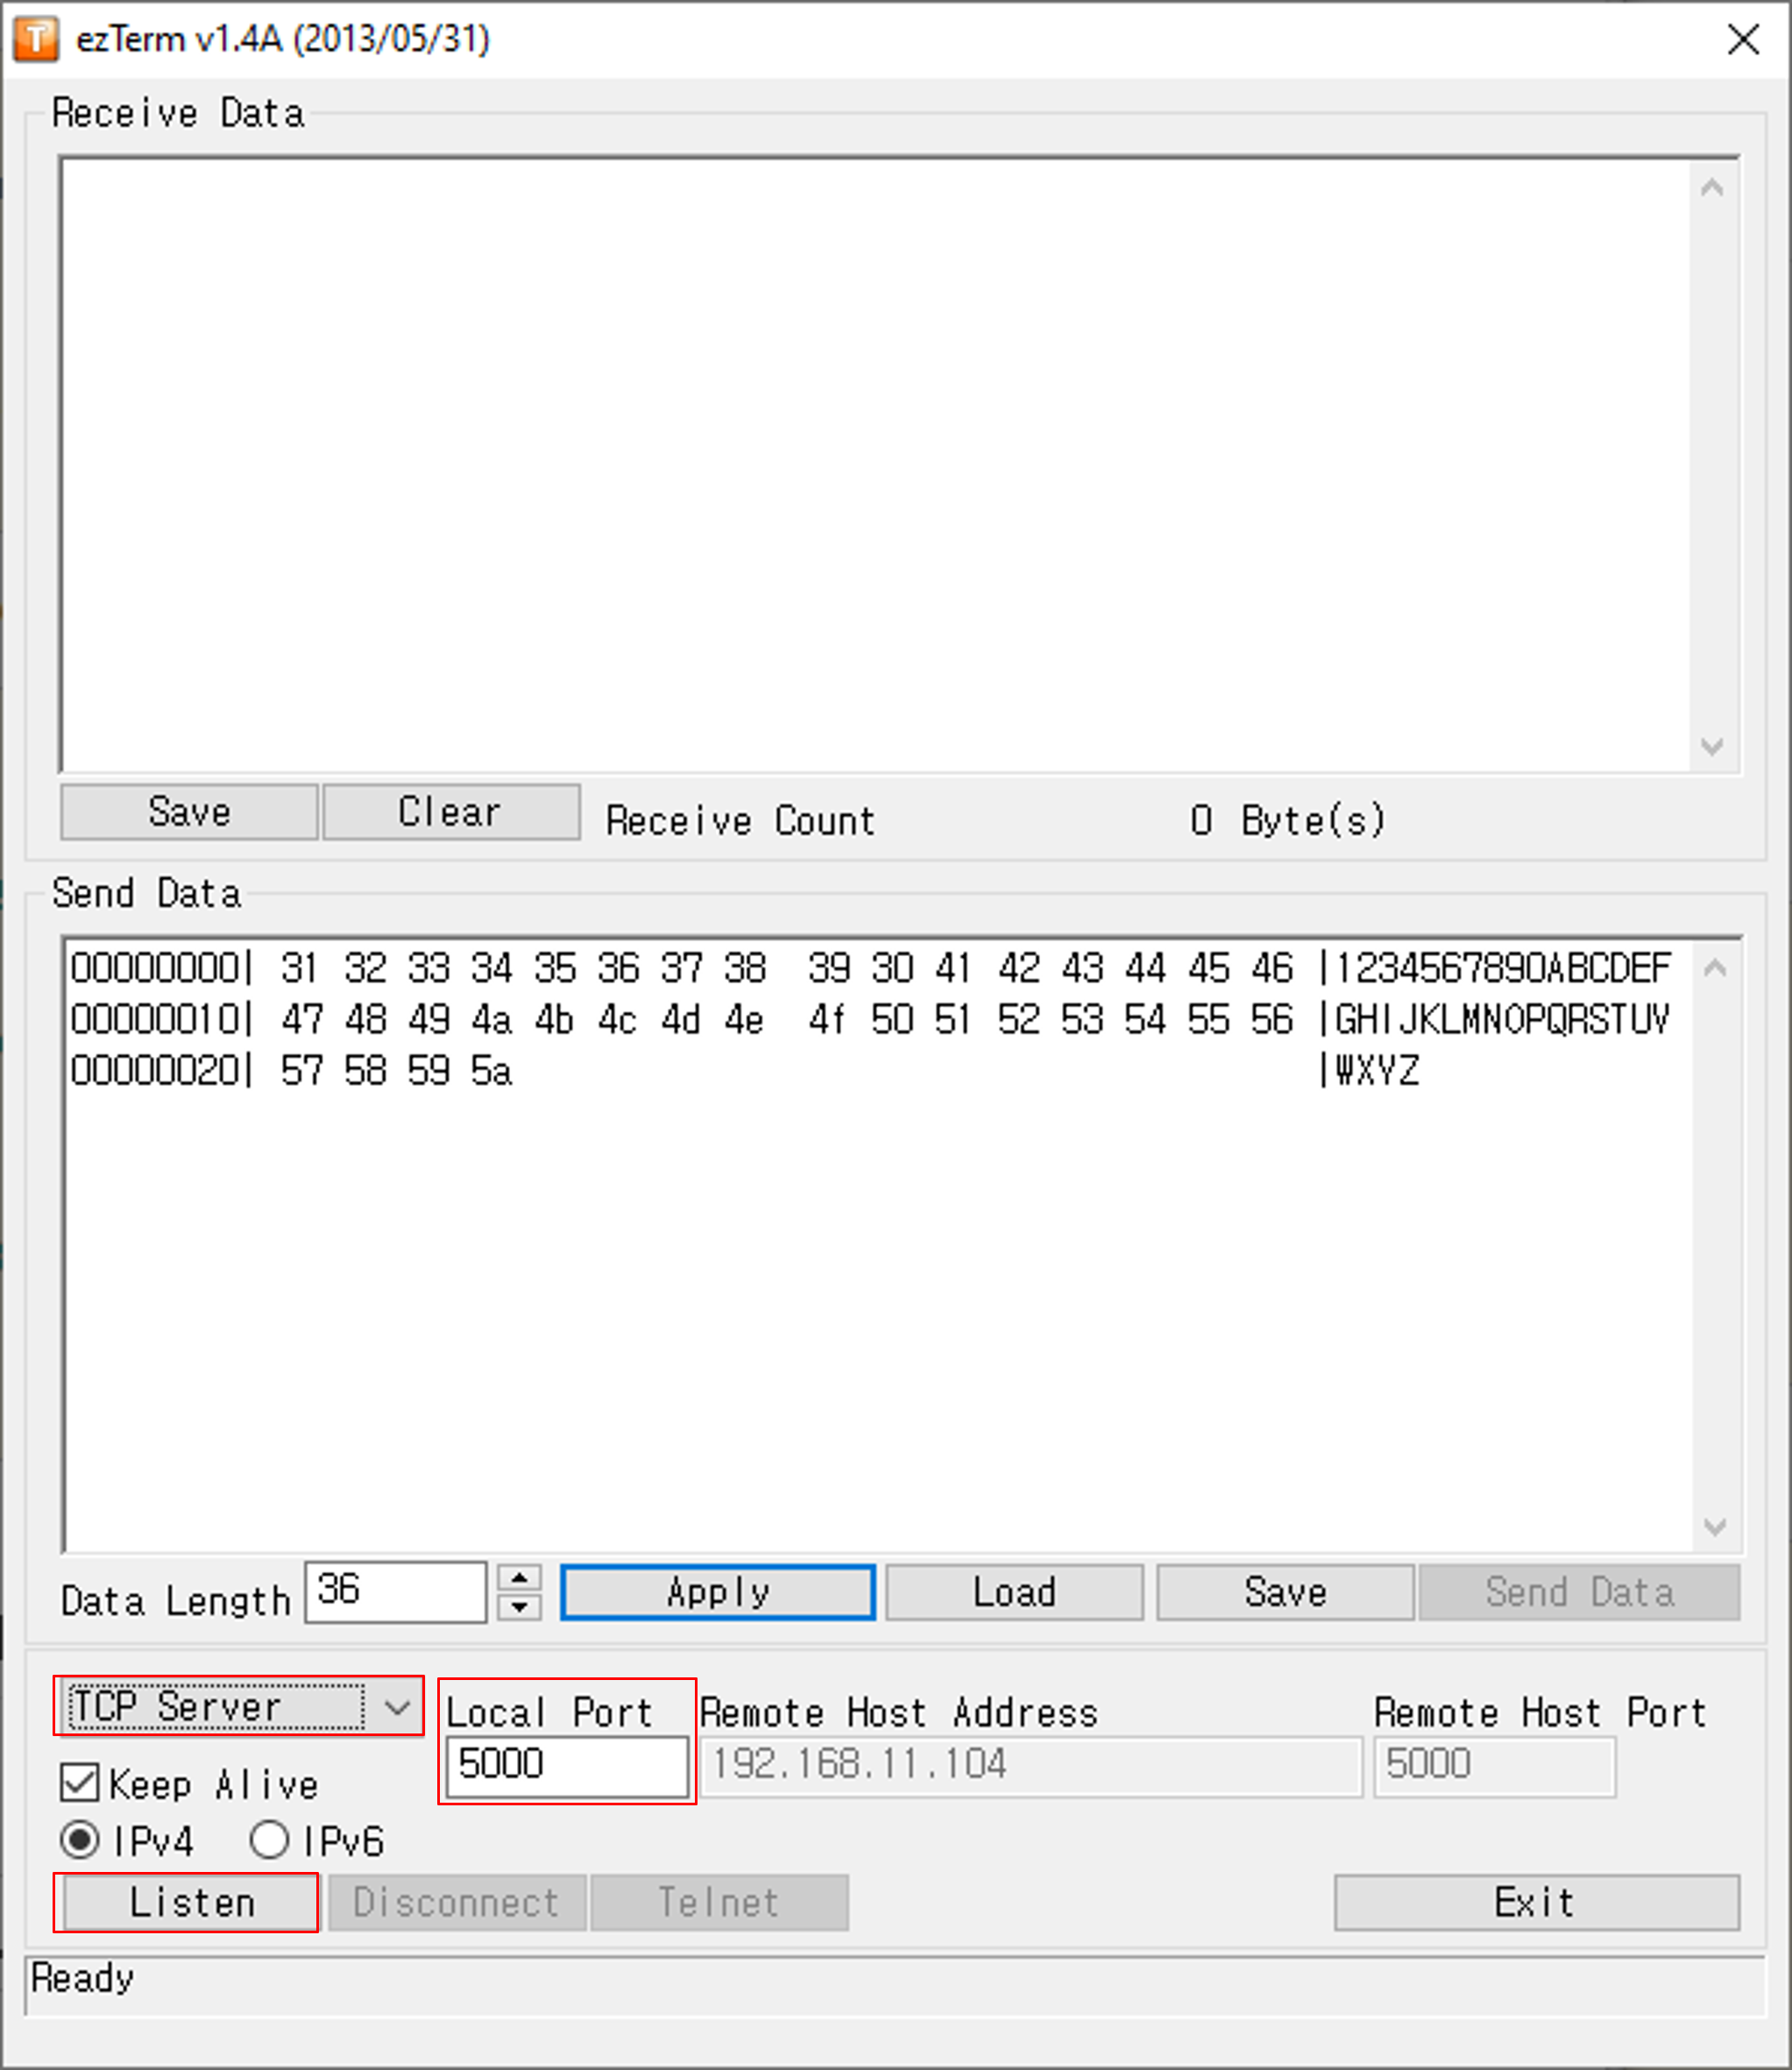 ezTerm v1.4A (2013/05/31)
Receive Data
Save Clear Receive Count 0 Byte(s)
Send Data
00000000| 31 32 33 34 35 36 37 38  39 30 41 42 43 44 45 46 |1234567890ABCDEF
00000010| 47 48 49 4a 4b 4c 4d 4e  4f 50 51 52 53 54 55 56 |GHIJKLMNOPQRSTUV
00000020| 57 58 59 5a |WXYZ
Data Length 36 Apply Load Save Send Data
TCP Server Local Port Remote Host Address Remote Host Port
5000 192.168.11.104 5000
Keep Alive
IPv4 IPv6
Listen Disconnect Telnet Exit
Ready